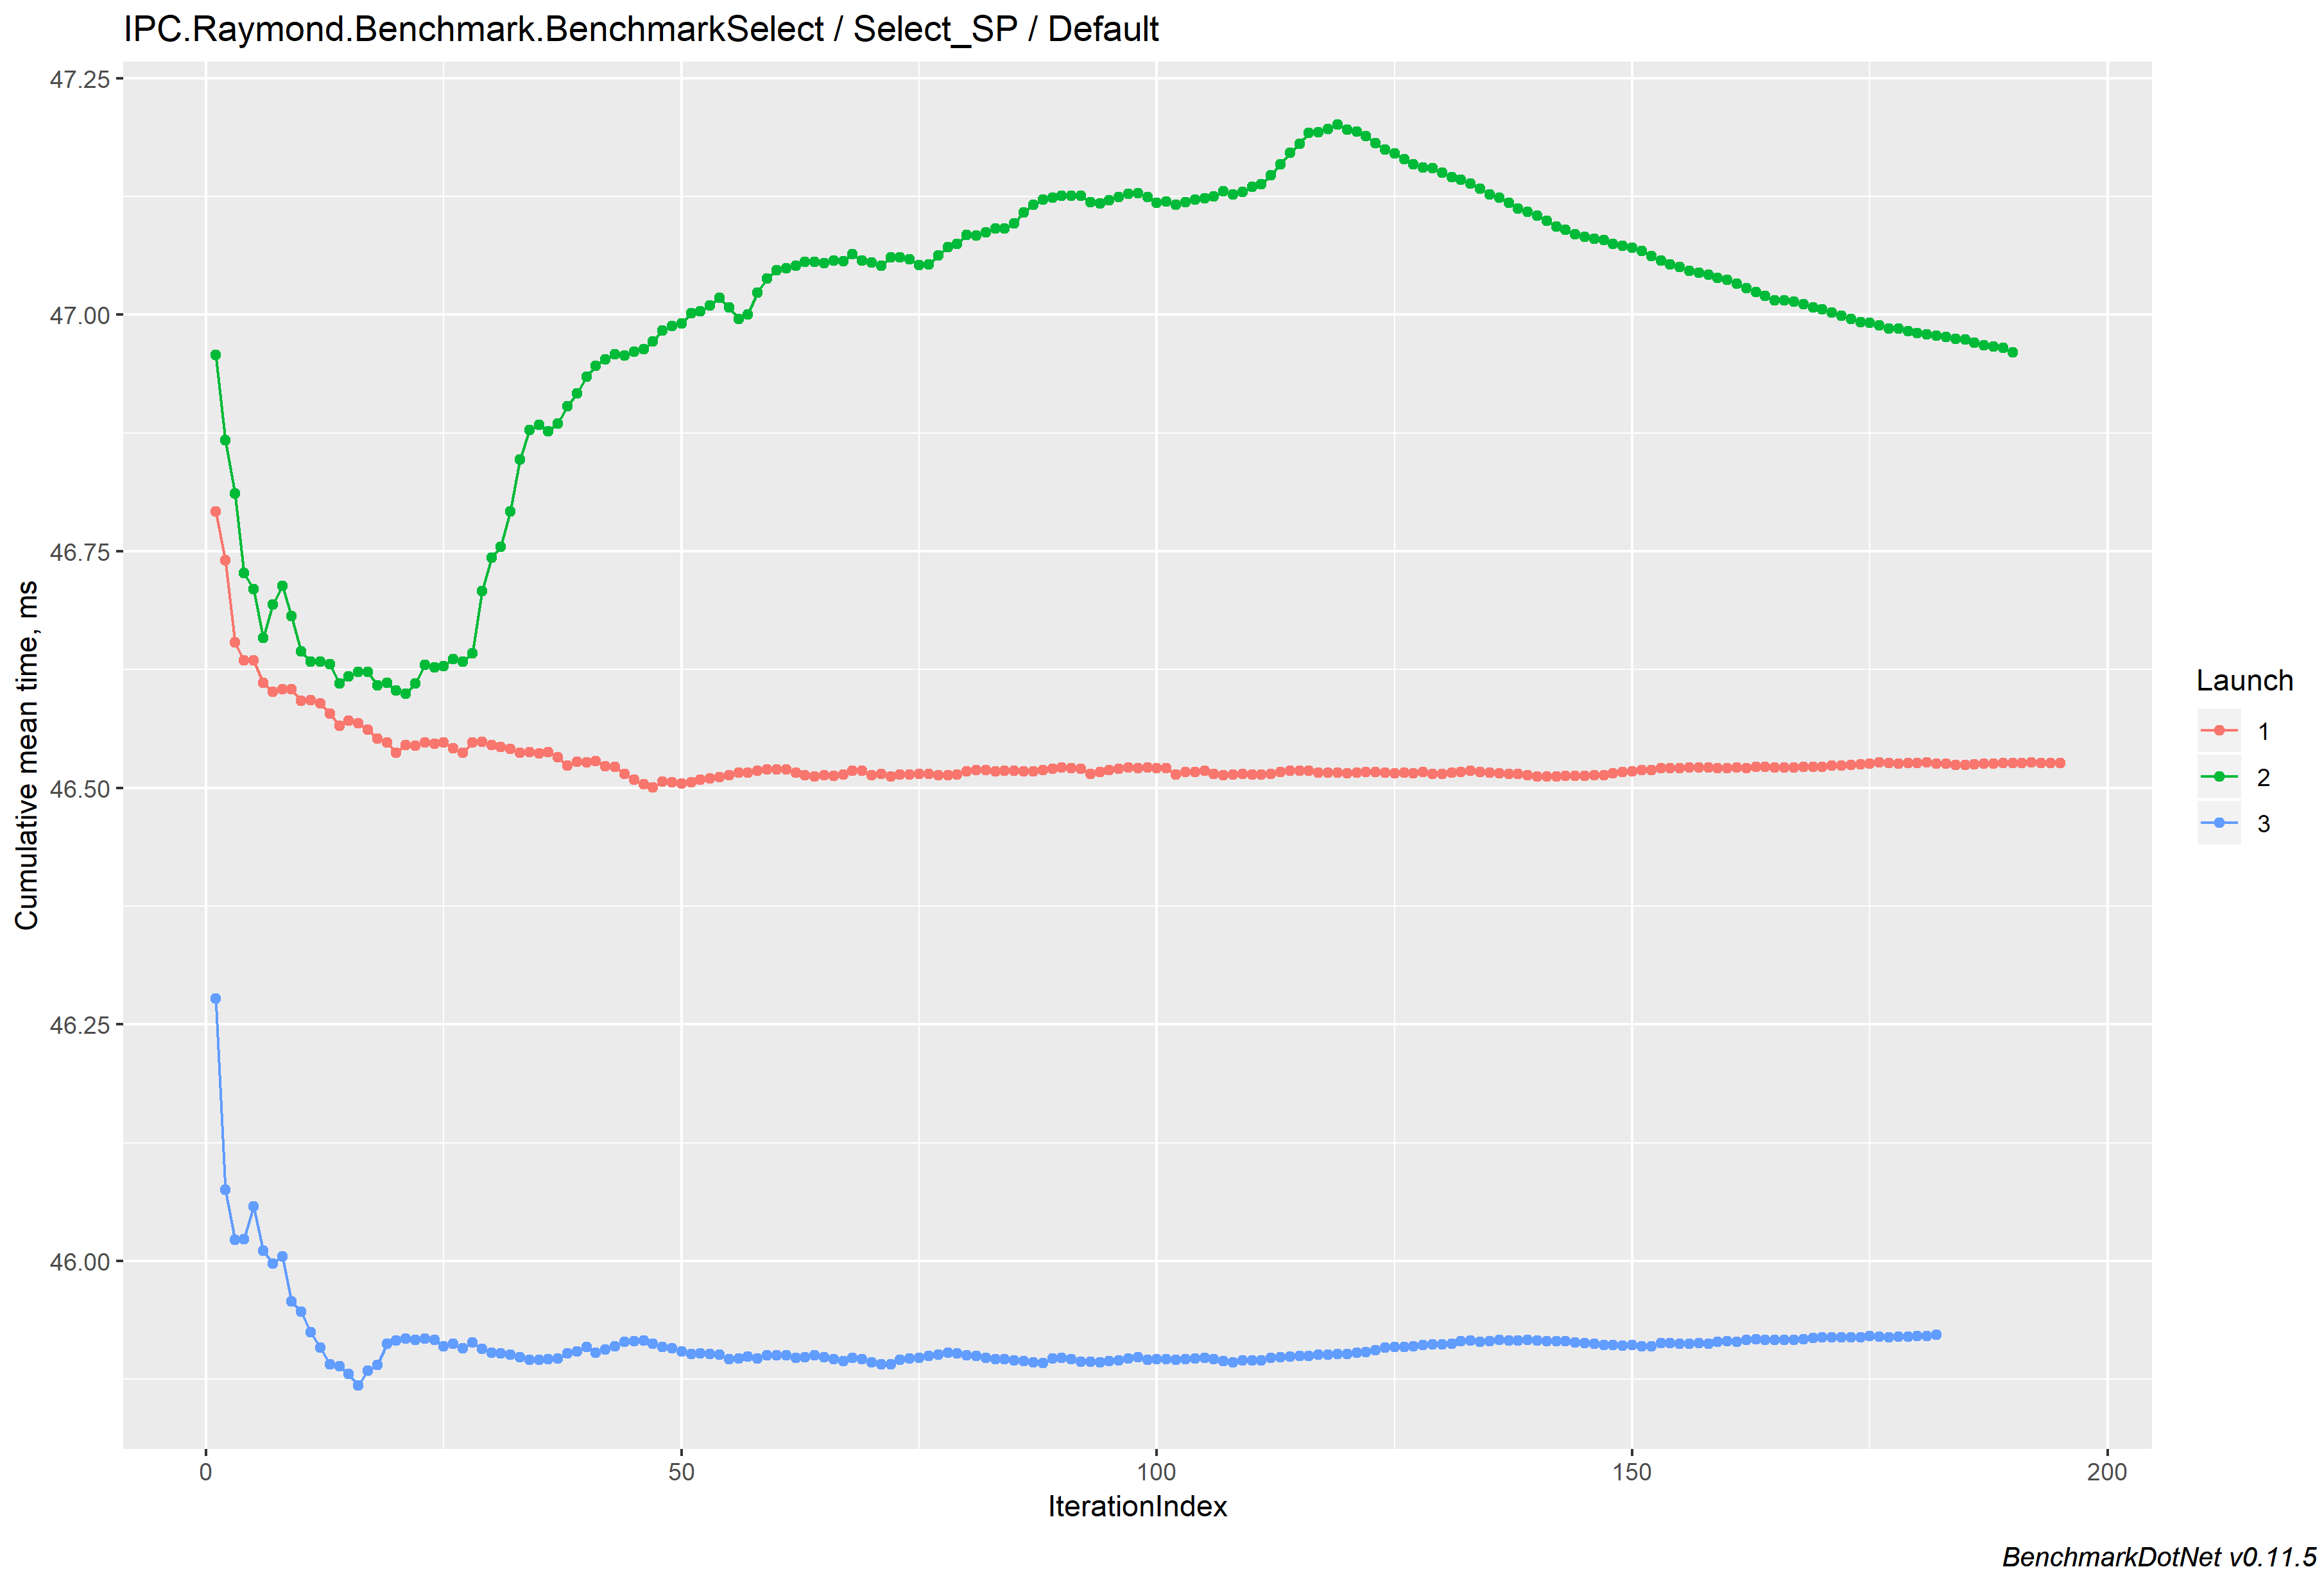 IPC.Raymond.Benchmark.BenchmarkSelect / Select_SP / Default
47.25
47.00
46.75
46.50
46.25
46.00
Cumulative mean time, ms
0 50 100 150 200
IterationIndex
Launch
1
2
3
BenchmarkDotNet v0.11.5